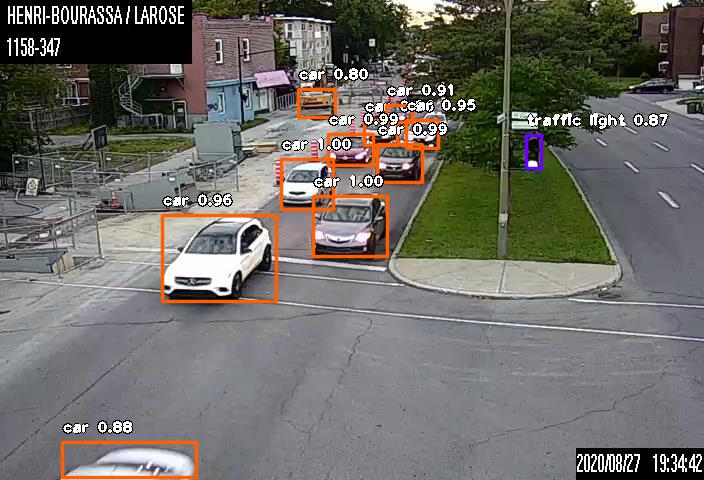 HENRI-BOURASSA / LAROSE
1158-347
car 0.80
car 0.91
car 0.95
car 0.99
car 0.99
traffic light 0.87
car 1.00
car 1.00
car 0.96
car 0.88
2020/08/27 19:34:42